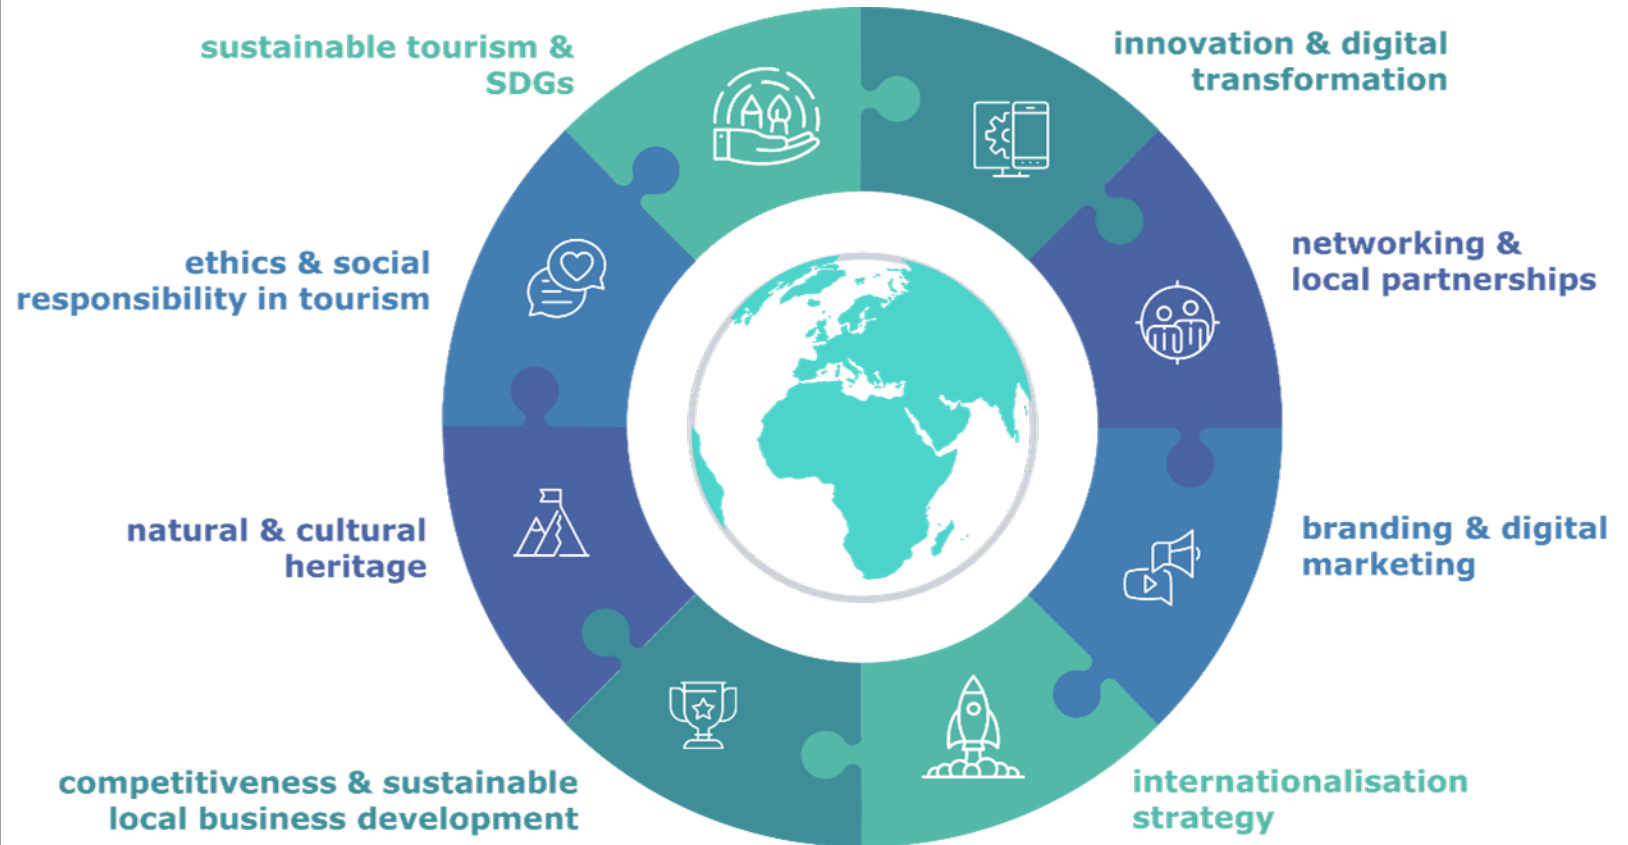 sustainable tourism &
SDGs
innovation & digital
transformation
ethics & social
responsibility in tourism
networking &
local partnerships
natural & cultural
heritage
branding & digital
marketing
competitiveness & sustainable
local business development
internationalisation
strategy